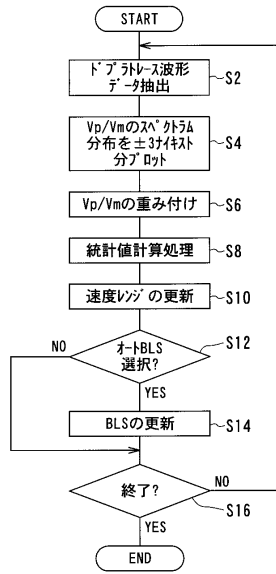 START
ドプラトレース波形
データ抽出
S2
Vp/Vmのスペクトラム
分布を±3ナイキスト
分プロット
S4
Vp/Vmの重み付け
S6
統計値計算処理
S8
速度レンジの更新
S10
オートBLS
選択?
S12
NO
YES
BLSの更新
S14
終了?
NO
S16
YES
END